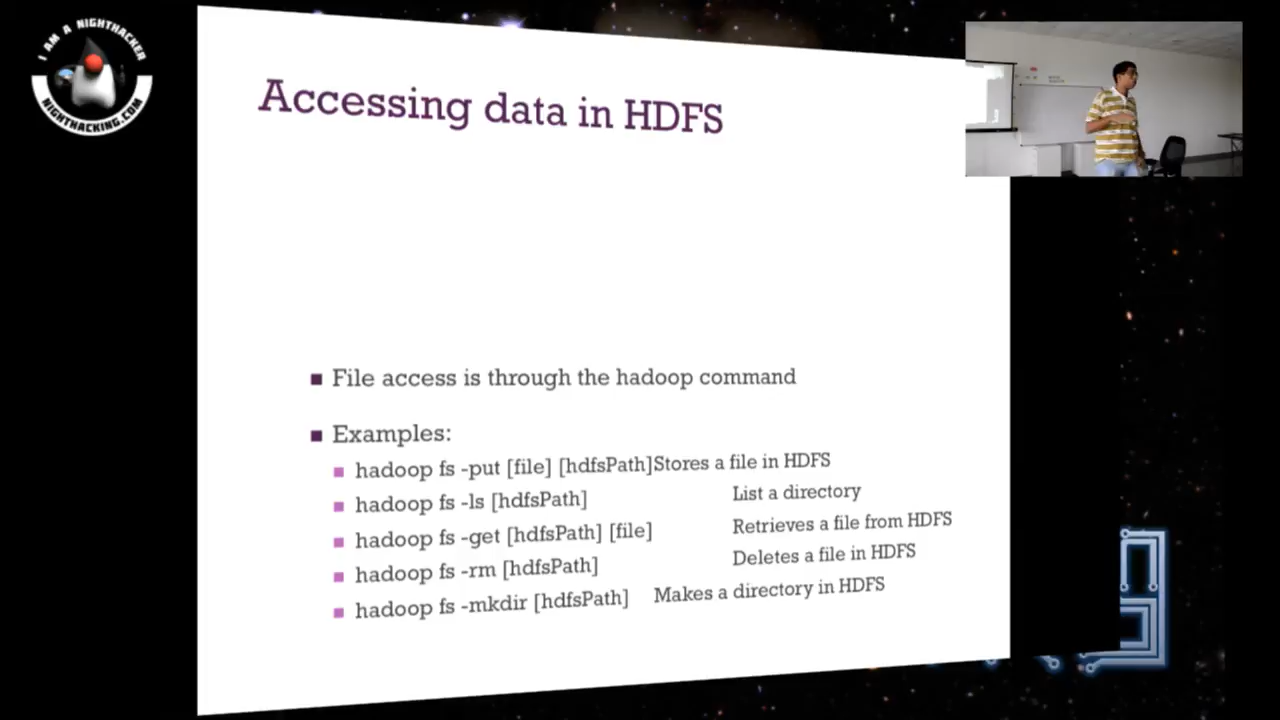 I AM A NIGHTHACKER
NIGHTHACKING.COM
Accessing data in HDFS
File access is through the hadoop command
Examples:
hadoop fs -put [file] [hdfsPath]Stores a file in HDFS
hadoop fs -ls [hdfsPath] List a directory
hadoop fs -get [hdfsPath] [file] Retrieves a file from HDFS
hadoop fs -rm [hdfsPath] Deletes a file in HDFS
hadoop fs -mkdir [hdfsPath] Makes a directory in HDFS